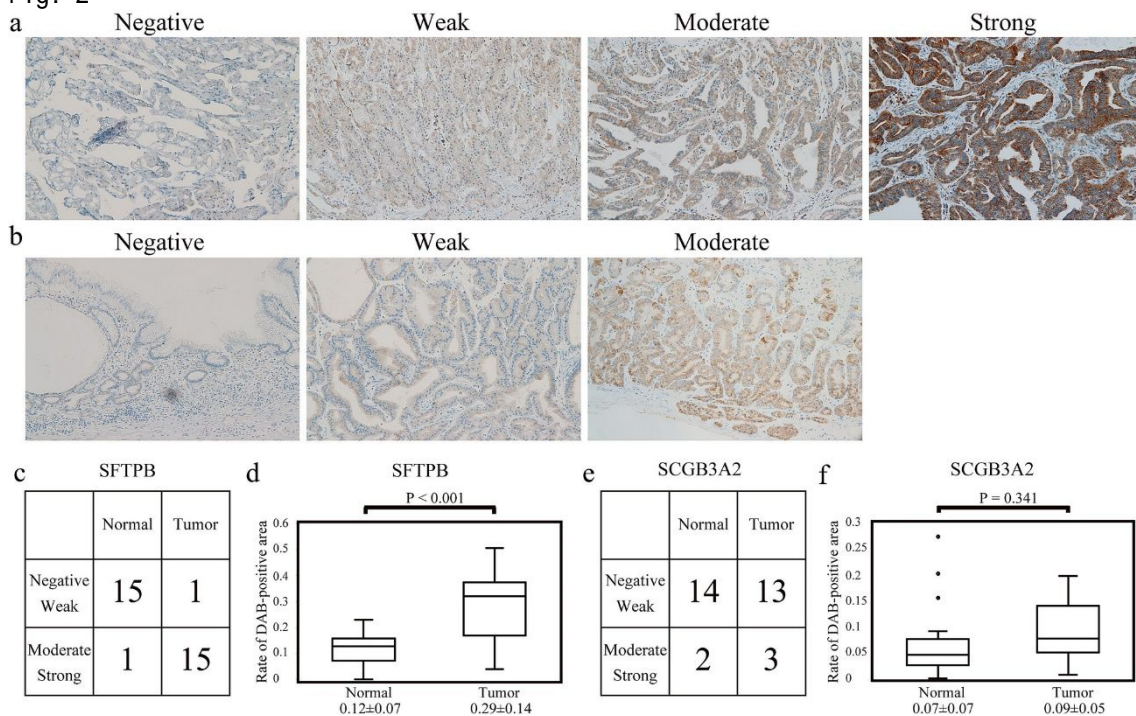 Fig. 2
a
Negative Weak Moderate Strong
b
Negative Weak Moderate
c
SFTPB
Normal Tumor
Negative
Weak
15 1
Moderate
Strong
1 15
d
SFTPB
P < 0.001
Rate of DAB-positive area
0.6
0.5
0.4
0.3
0.2
0.1
0
Normal Tumor
0.12±0.07 0.29±0.14
e
SCGB3A2
Normal Tumor
Negative
Weak
14 13
Moderate
Strong
2 3
f
SCGB3A2
P = 0.341
Rate of DAB-positive area
0.3
0.25
0.2
0.15
0.1
0.05
0
Normal Tumor
0.07±0.07 0.09±0.05